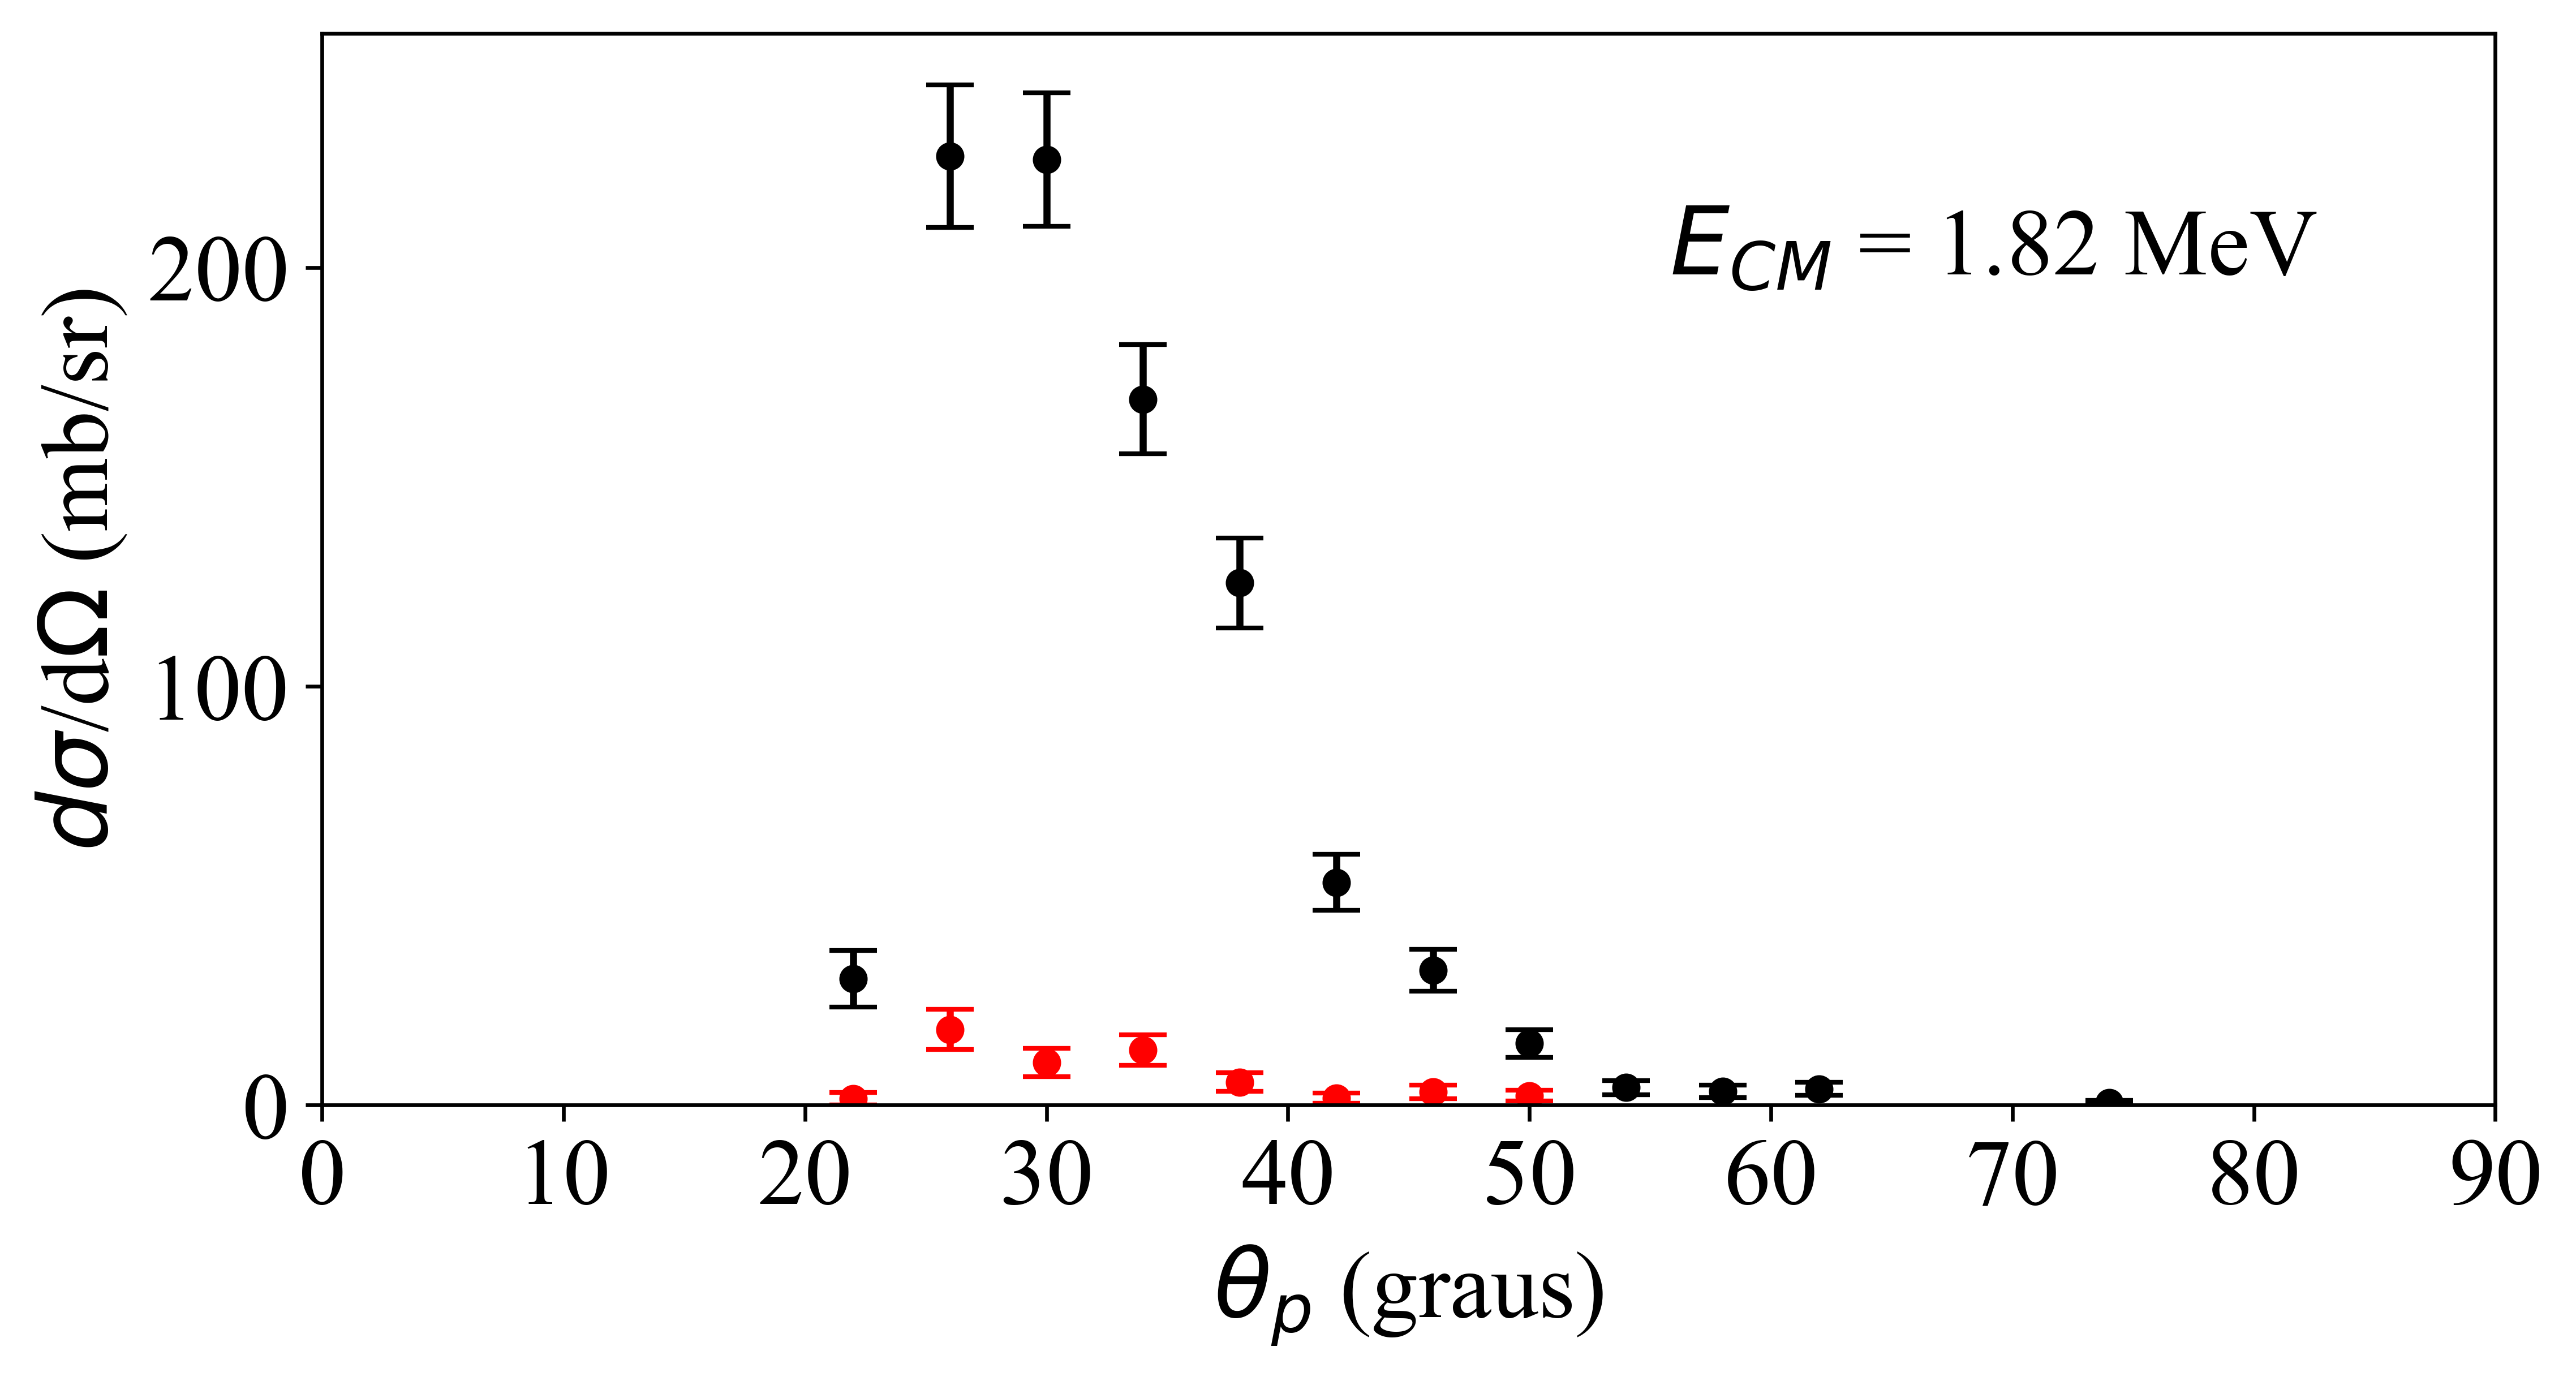 dσ/dΩ (mb/sr)
200
100
0
E_CM = 1.82 MeV
0 10 20 30 40 50 60 70 80 90
θ_p (graus)